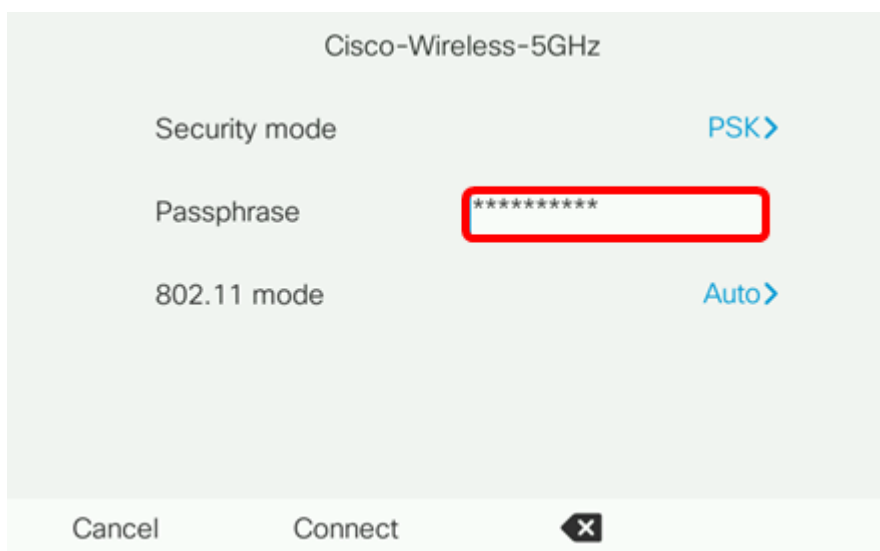 Cisco-Wireless-5GHz
Security mode PSK>
Passphrase **********
802.11 mode Auto>
Cancel Connect